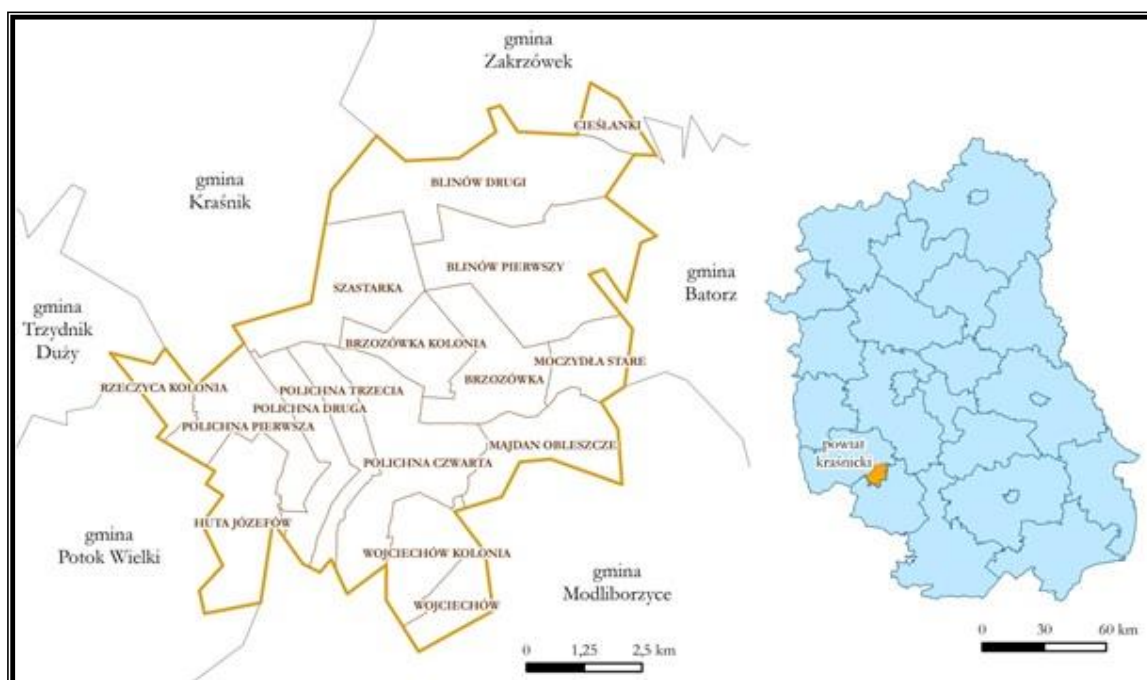 gmina
Zakrzówek
CIEŚLANKI
gmina
Kraśnik
BLINÓW DRUGI
BLINÓW PIERWSZY
SZASTARKA
gmina
Batorz
gmina
Trzydnik
Duży
BRZOZÓWKA KOLONIA
MOCZYDŁA STARE
RZECZYCA KOLONIA
POLICHNA TRZECIA
BRZOZÓWKA
POLICHNA DRUGA
POLICHNA PIERWSZA
MAJDAN OBLESZCZE
POLICHNA CZWARTA
HUTA JÓZEFÓW
gmina
Potok Wielki
WOJCIECHÓW KOLONIA
gmina
Modliborzyce
WOJCIECHÓW
0 1,25 2,5 km
powiat
kraśnicki
0 30 60 km